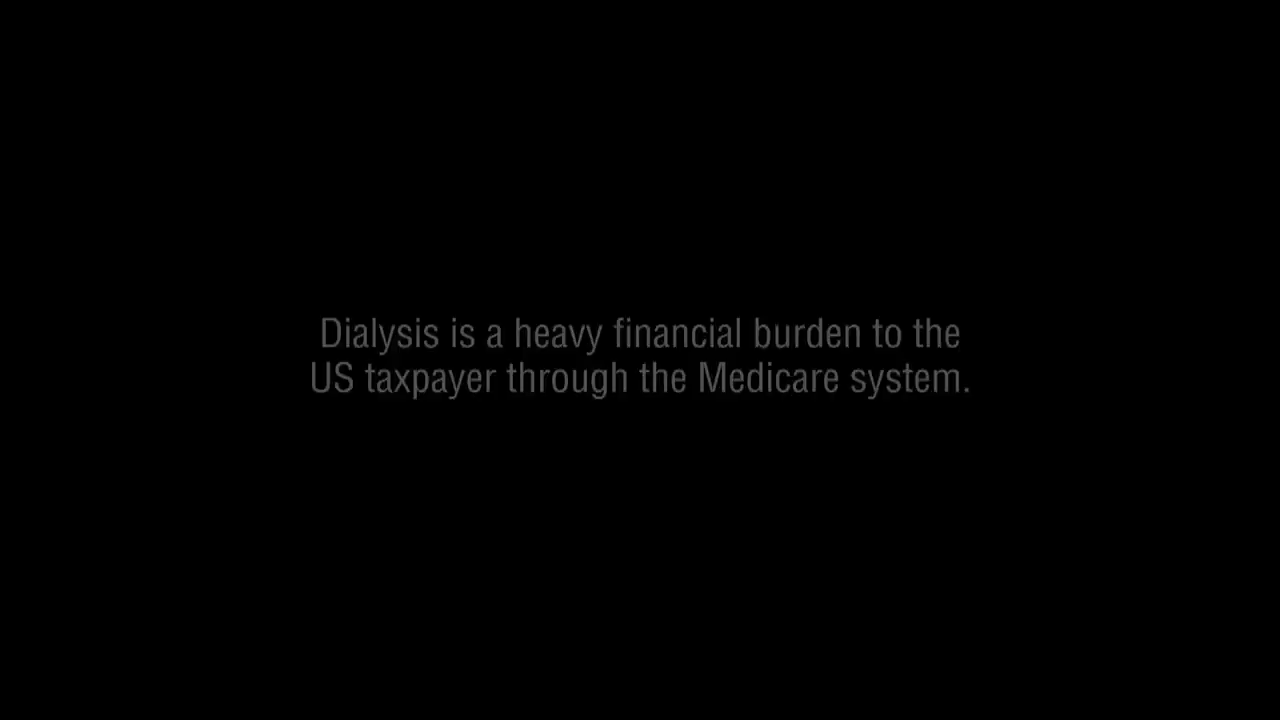 Dialysis is a heavy financial burden to the
US taxpayer through the Medicare system.